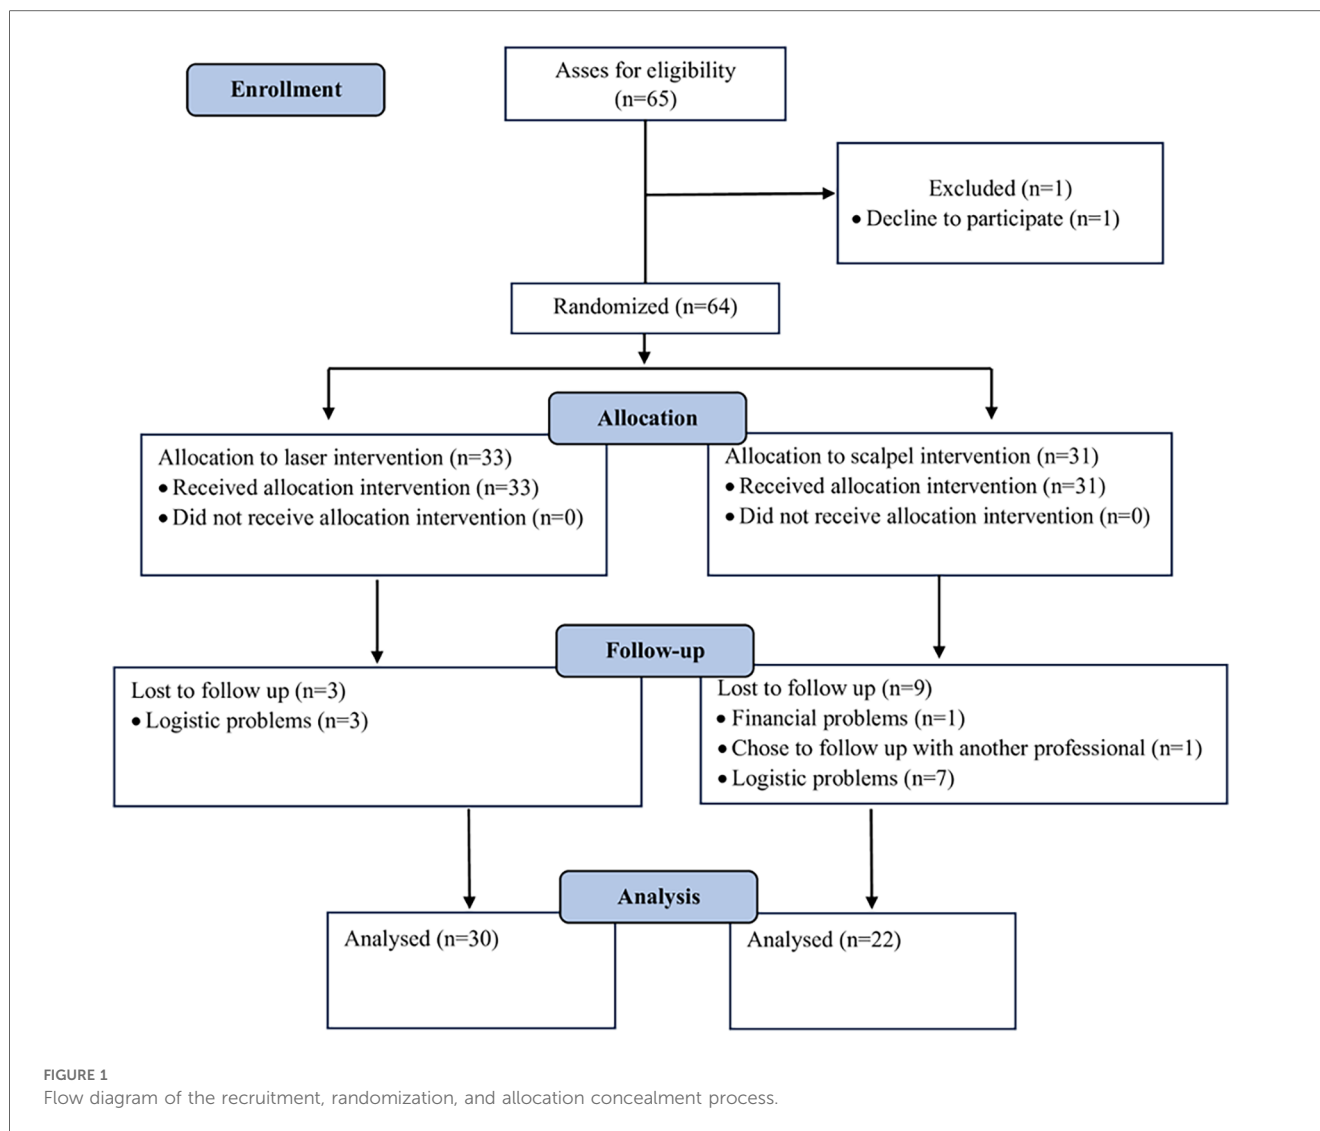 Enrollment
Asses for eligibility
(n=65)
Excluded (n=1)
• Decline to participate (n=1)
Randomized (n=64)
Allocation
Allocation to laser intervention (n=33)
• Received allocation intervention (n=33)
• Did not receive allocation intervention (n=0)
Allocation to scalpel intervention (n=31)
• Received allocation intervention (n=31)
• Did not receive allocation intervention (n=0)
Follow-up
Lost to follow up (n=3)
• Logistic problems (n=3)
Lost to follow up (n=9)
• Financial problems (n=1)
• Chose to follow up with another professional (n=1)
• Logistic problems (n=7)
Analysis
Analysed (n=30)
Analysed (n=22)
FIGURE 1
Flow diagram of the recruitment, randomization, and allocation concealment process.